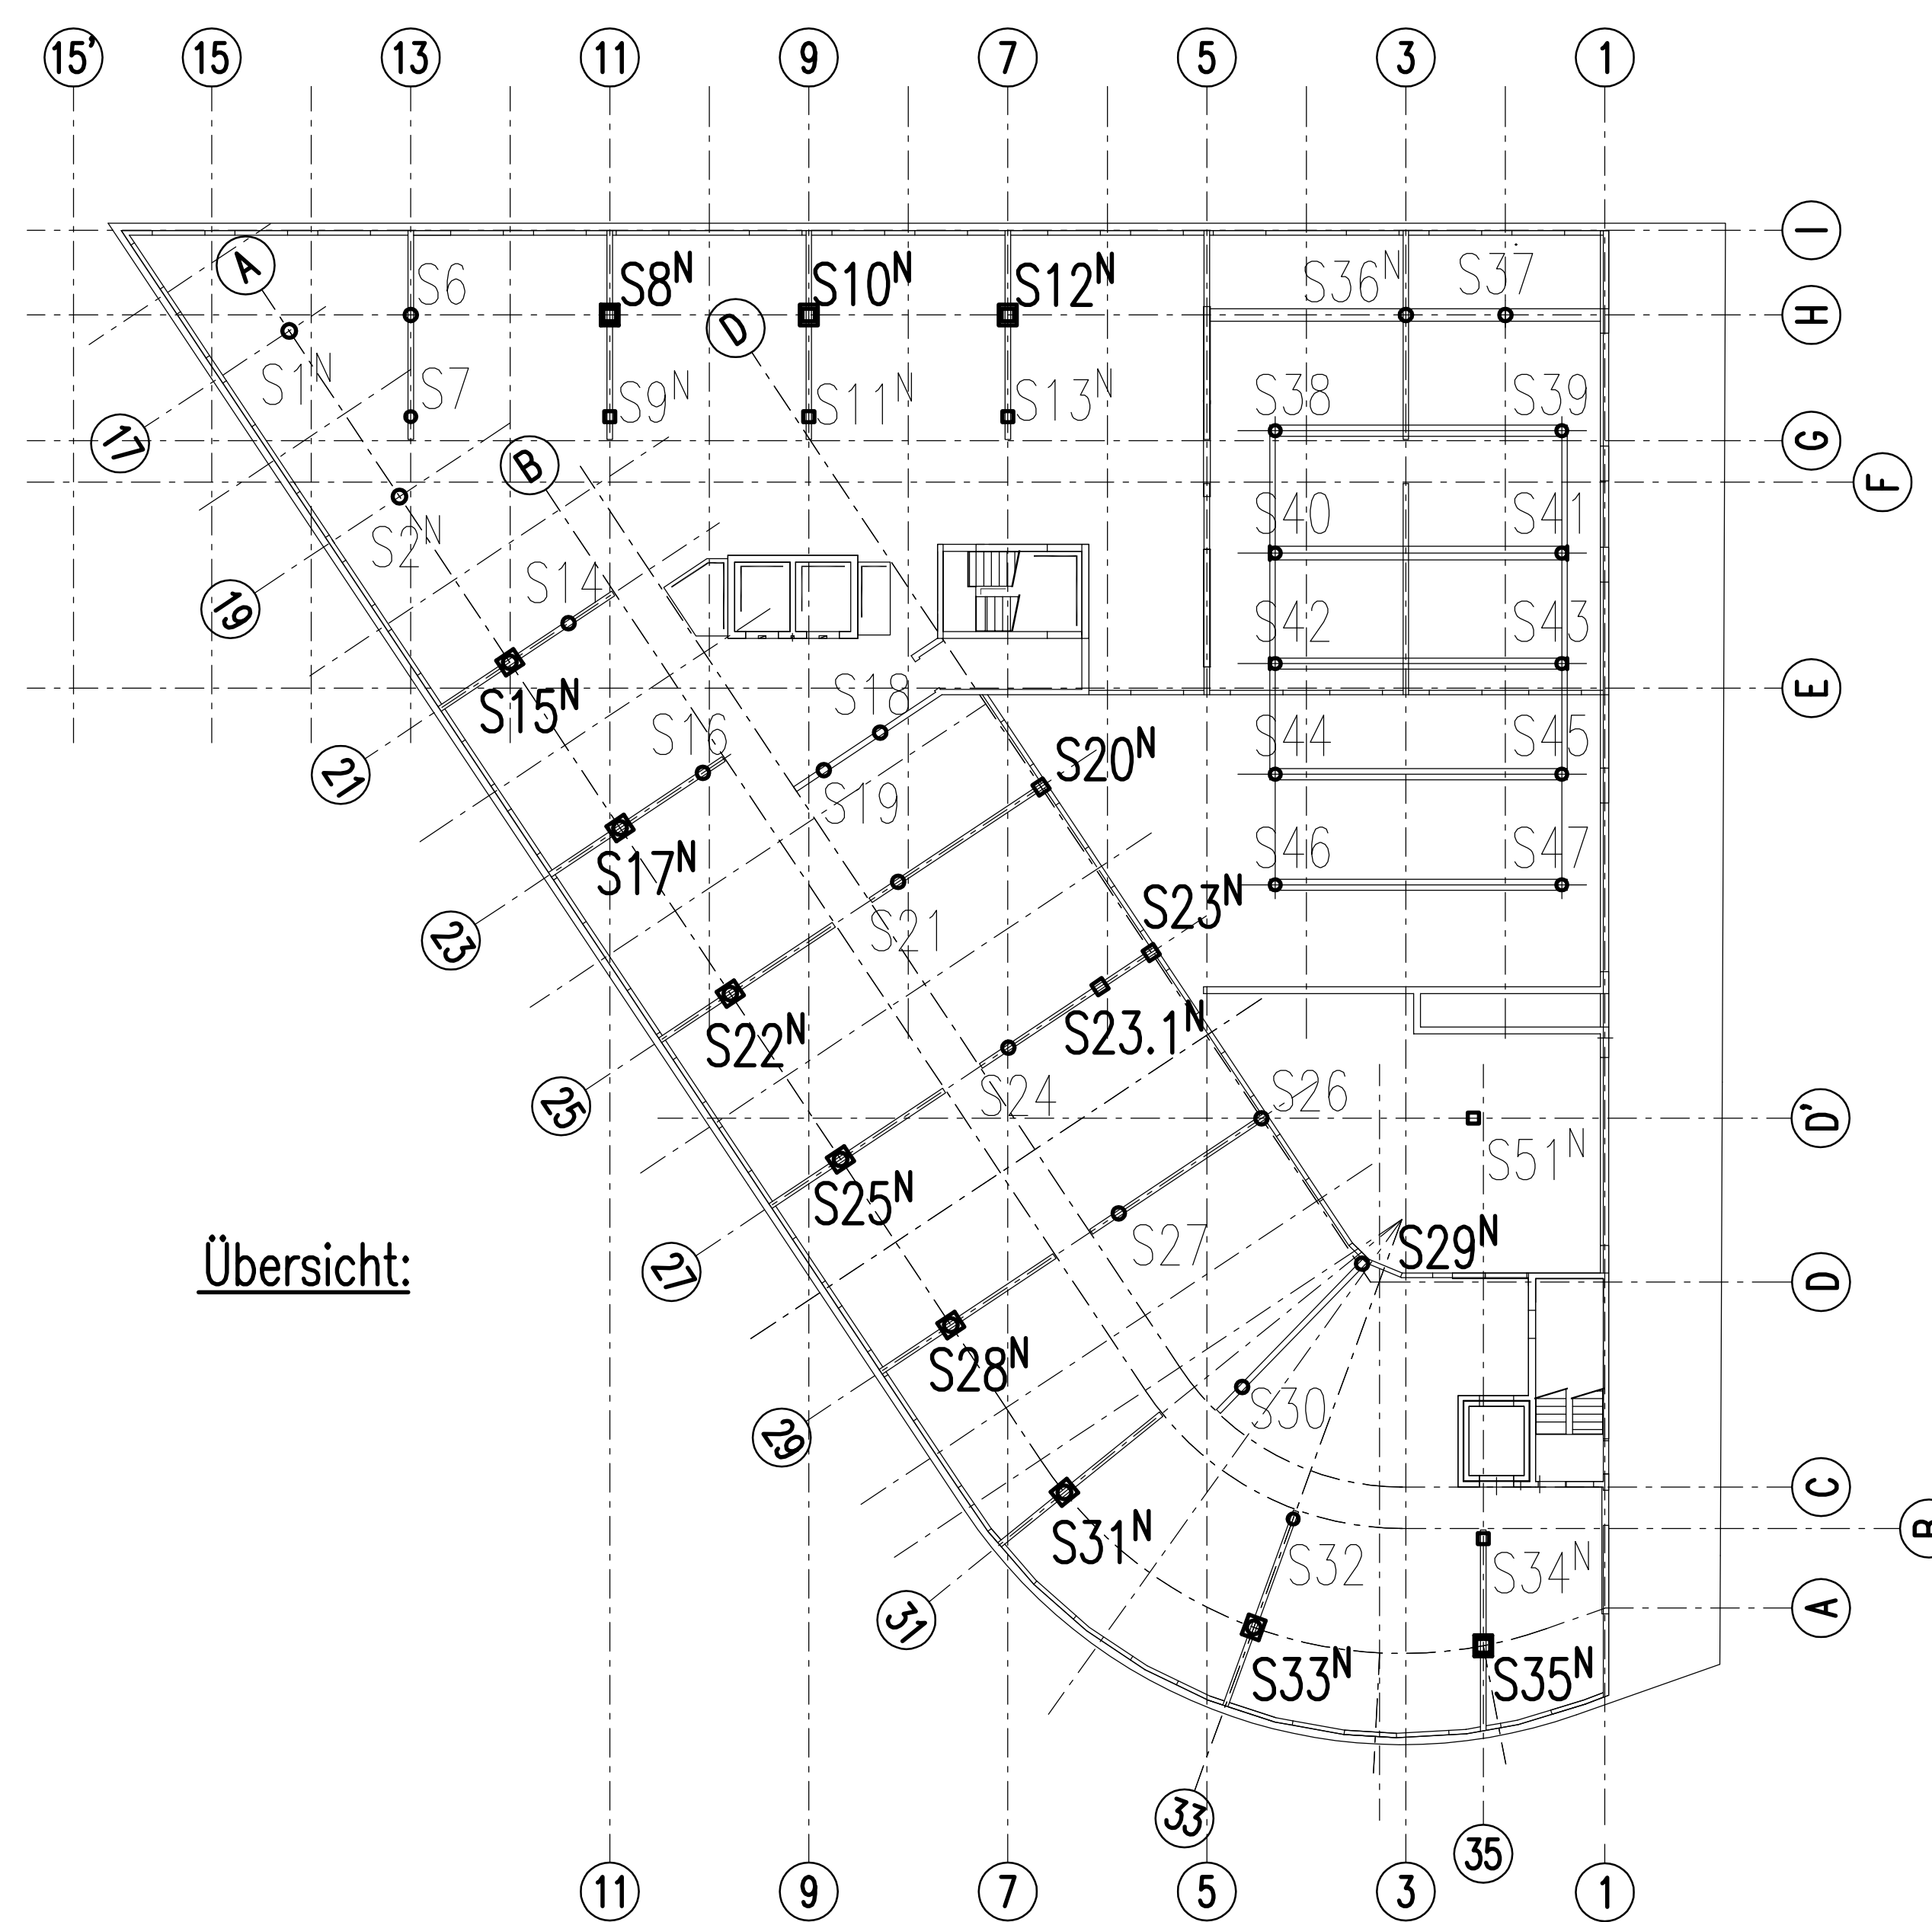 15' 15 13 11 9 7 5 3 1
I
A S6 S8N S10N S12N S36N S37
H
D
S1N S7 S9N S11N S13N S38 S39
17 B G
F
S2N S40 S41
S14
19 S42 S43
S15N S18 E
21 S16 S20N S44 S45
S19
S17N S46 S47
23 S21 S23N
S22N S23.1N
25 S24 S26 D'
S51N
S25N
Übersicht: S27 S29N
27 D
S28N S30
29 C
S31N S32 S34N B
31 A
S33N S35N
33 35
11 9 7 5 3 1